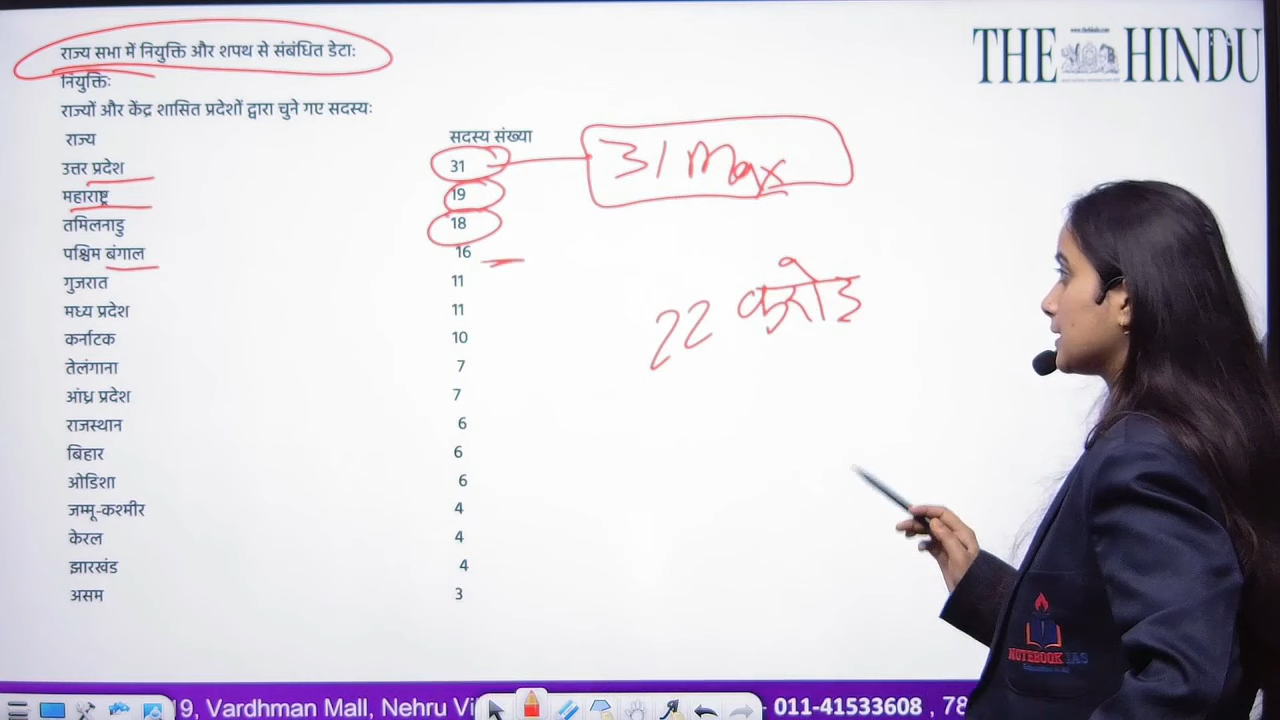 राज्य सभा में नियुक्ति और शपथ से संबंधित डेटा:
नियुक्ति:
राज्यों और केंद्र शासित प्रदेशों द्वारा चुने गए सदस्य:
राज्य सदस्य संख्या
उत्तर प्रदेश 31
महाराष्ट्र 19
तमिलनाडु 18
पश्चिम बंगाल 16
गुजरात 11
मध्य प्रदेश 11
कर्नाटक 10
तेलंगाना 7
आंध्र प्रदेश 7
राजस्थान 6
बिहार 6
ओडिशा 6
जम्मू-कश्मीर 4
केरल 4
झारखंड 4
असम 3
31 Max
22 करोड
THE HINDU
www.thehindu.com
NOTEBOOK IAS
9, Vardhman Mall, Nehru Vi
- 011-41533608 , 78